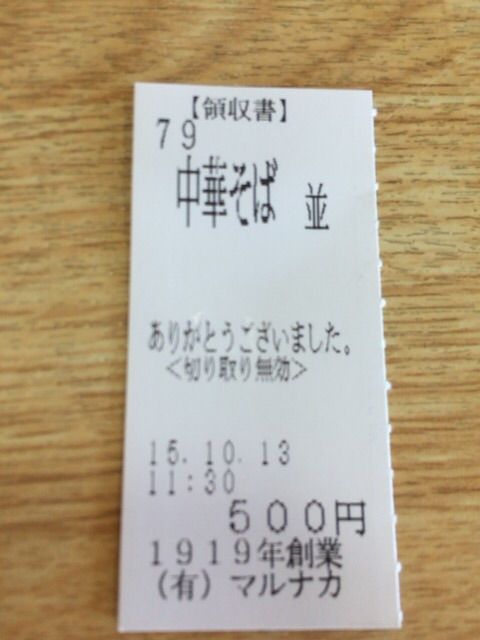 【領収書】
79
中華そば 並
ありがとうございました。
<切り取り無効>
15.10.13
11:30
500円
1919年創業
(有) マルナカ